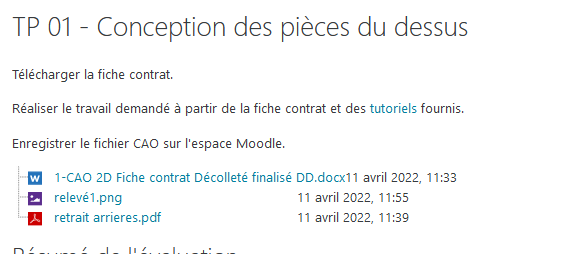 TP 01 - Conception des pièces du dessus
Télécharger la fiche contrat.
Réaliser le travail demandé à partir de la fiche contrat et des tutoriels fournis.
Enregistrer le fichier CAO sur l'espace Moodle.
1-CAO 2D Fiche contrat Décolleté finalisé DD.docx11 avril 2022, 11:33
relevé1.png 11 avril 2022, 11:55
retrait arrieres.pdf 11 avril 2022, 11:39
Résumé de l'évaluation